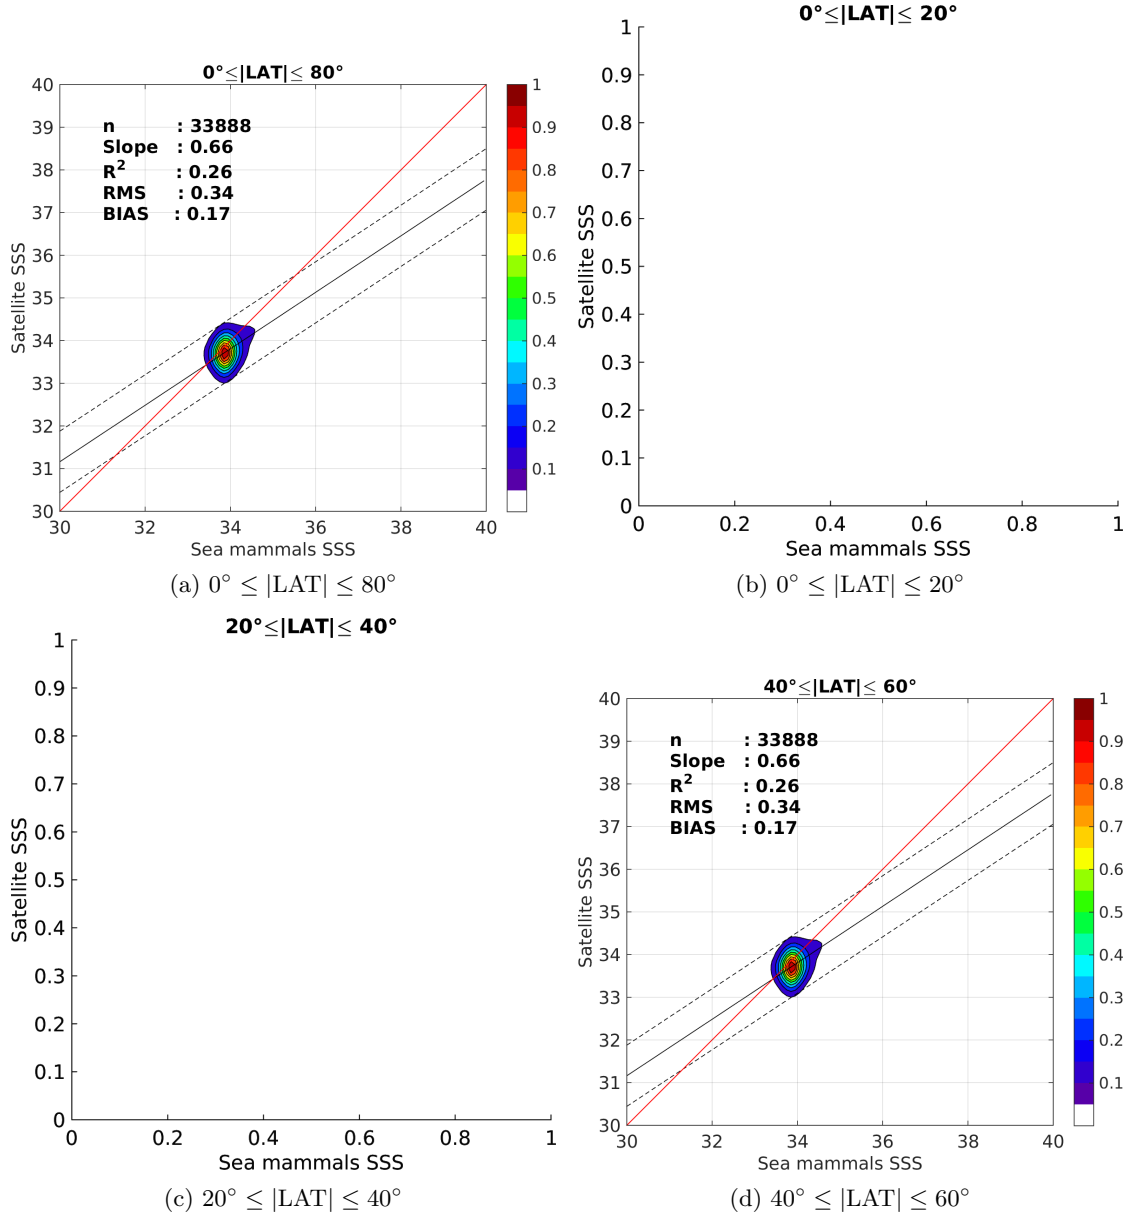 0°≤|LAT|≤ 80°
n : 33888
Slope : 0.66
R² : 0.26
RMS : 0.34
BIAS : 0.17
40
39
38
37
36
35
34
33
32
31
30
30 32 34 36 38 40
Satellite SSS
Sea mammals SSS
1
0.9
0.8
0.7
0.6
0.5
0.4
0.3
0.2
0.1
(a) 0° ≤ |LAT| ≤ 80°
0°≤|LAT|≤ 20°
1
0.9
0.8
0.7
0.6
0.5
0.4
0.3
0.2
0.1
0
0 0.2 0.4 0.6 0.8 1
Satellite SSS
Sea mammals SSS
(b) 0° ≤ |LAT| ≤ 20°
20°≤|LAT|≤ 40°
1
0.9
0.8
0.7
0.6
0.5
0.4
0.3
0.2
0.1
0
0 0.2 0.4 0.6 0.8 1
Satellite SSS
Sea mammals SSS
(c) 20° ≤ |LAT| ≤ 40°
40°≤|LAT|≤ 60°
n : 33888
Slope : 0.66
R² : 0.26
RMS : 0.34
BIAS : 0.17
40
39
38
37
36
35
34
33
32
31
30
30 32 34 36 38 40
Satellite SSS
Sea mammals SSS
1
0.9
0.8
0.7
0.6
0.5
0.4
0.3
0.2
0.1
(d) 40° ≤ |LAT| ≤ 60°